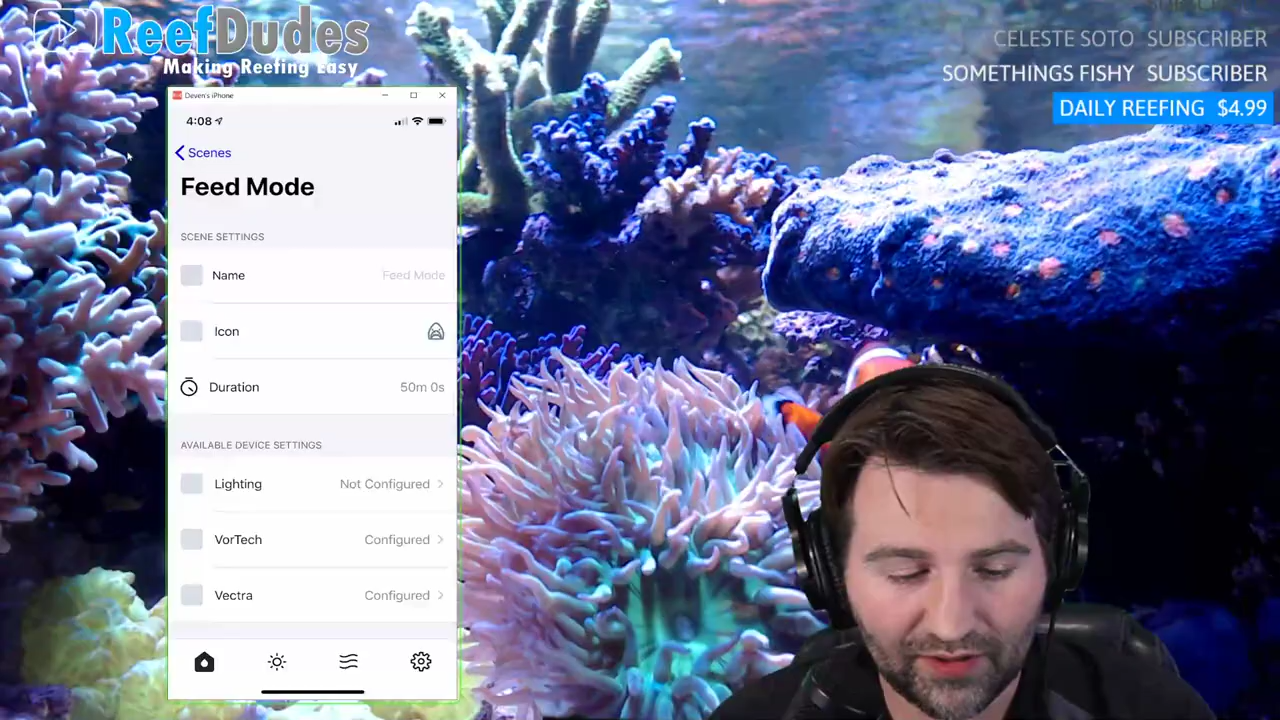 ReefDudes
Making Reefing Easy
CELESTE SOTO SUBSCRIBER
SOMETHINGS FISHY SUBSCRIBER
DAILY REEFING $4.99
Deven's iPhone
4:08
Scenes
Feed Mode
SCENE SETTINGS
Name Feed Mode
Icon
Duration 50m 0s
AVAILABLE DEVICE SETTINGS
Lighting Not Configured
VorTech Configured
Vectra Configured